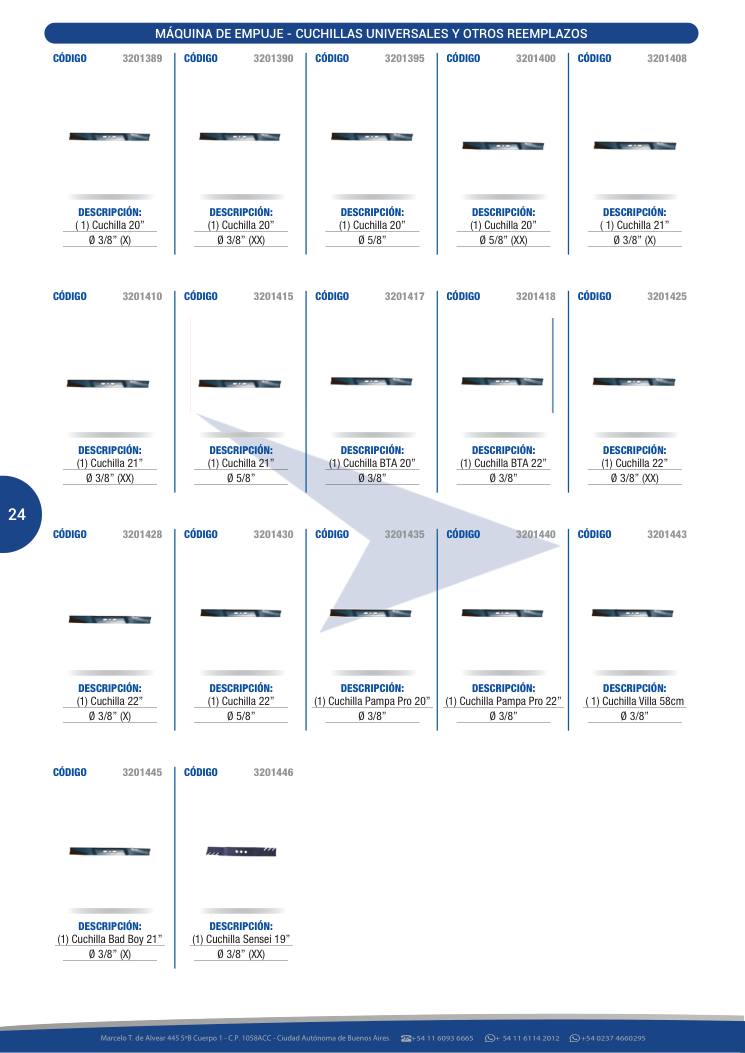 MÁQUINA DE EMPUJE - CUCHILLAS UNIVERSALES Y OTROS REEMPLAZOS
CÓDIGO 3201389
DESCRIPCIÓN:
( 1) Cuchilla 20”
Ø 3/8” (X)
CÓDIGO 3201390
DESCRIPCIÓN:
(1) Cuchilla 20”
Ø 3/8” (XX)
CÓDIGO 3201395
DESCRIPCIÓN:
(1) Cuchilla 20”
Ø 5/8”
CÓDIGO 3201400
DESCRIPCIÓN:
(1) Cuchilla 20”
Ø 5/8” (XX)
CÓDIGO 3201408
DESCRIPCIÓN:
( 1) Cuchilla 21”
Ø 3/8” (X)
CÓDIGO 3201410
DESCRIPCIÓN:
(1) Cuchilla 21”
Ø 3/8” (XX)
CÓDIGO 3201415
DESCRIPCIÓN:
(1) Cuchilla 21”
Ø 5/8”
CÓDIGO 3201417
DESCRIPCIÓN:
(1) Cuchilla BTA 20”
Ø 3/8”
CÓDIGO 3201418
DESCRIPCIÓN:
(1) Cuchilla BTA 22”
Ø 3/8”
CÓDIGO 3201425
DESCRIPCIÓN:
(1) Cuchilla 22”
Ø 3/8” (XX)
24
CÓDIGO 3201428
DESCRIPCIÓN:
(1) Cuchilla 22”
Ø 3/8” (X)
CÓDIGO 3201430
DESCRIPCIÓN:
(1) Cuchilla 22”
Ø 5/8”
CÓDIGO 3201435
DESCRIPCIÓN:
(1) Cuchilla Pampa Pro 20”
Ø 3/8”
CÓDIGO 3201440
DESCRIPCIÓN:
(1) Cuchilla Pampa Pro 22”
Ø 3/8”
CÓDIGO 3201443
DESCRIPCIÓN:
( 1) Cuchilla Villa 58cm
Ø 3/8”
CÓDIGO 3201445
DESCRIPCIÓN:
(1) Cuchilla Bad Boy 21”
Ø 3/8” (X)
CÓDIGO 3201446
DESCRIPCIÓN:
(1) Cuchilla Sensei 19”
Ø 3/8” (XX)
Marcelo T. de Alvear 445 5ºB Cuerpo 1 - C.P. 1058ACC - Ciudad Autónoma de Buenos Aires. +54 11 6093 6665 + 54 11 6114 2012 +54 0237 4660295